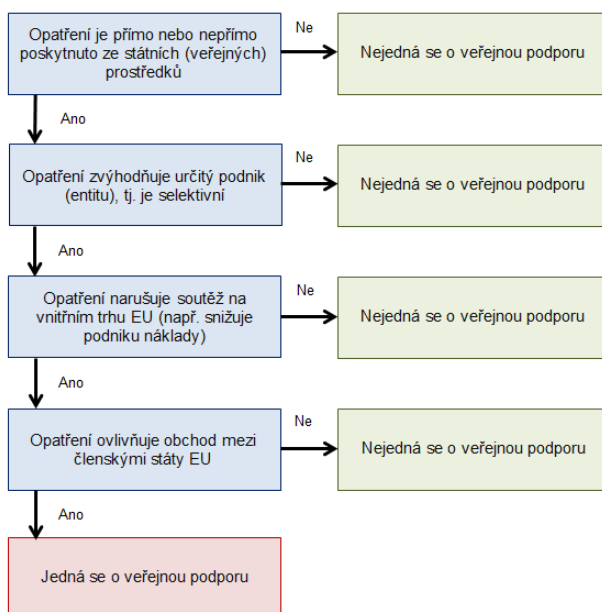 Opatření je přímo nebo nepřímo
poskytnuto ze státních (veřejných)
prostředků
Ne
Nejedná se o veřejnou podporu
Ano
Opatření zvýhodňuje určitý podnik
(entitu), tj. je selektivní
Ne
Nejedná se o veřejnou podporu
Ano
Opatření narušuje soutěž na
vnitřním trhu EU (např. snižuje
podniku náklady)
Ne
Nejedná se o veřejnou podporu
Ano
Opatření ovlivňuje obchod mezi
členskými státy EU
Ne
Nejedná se o veřejnou podporu
Ano
Jedná se o veřejnou podporu